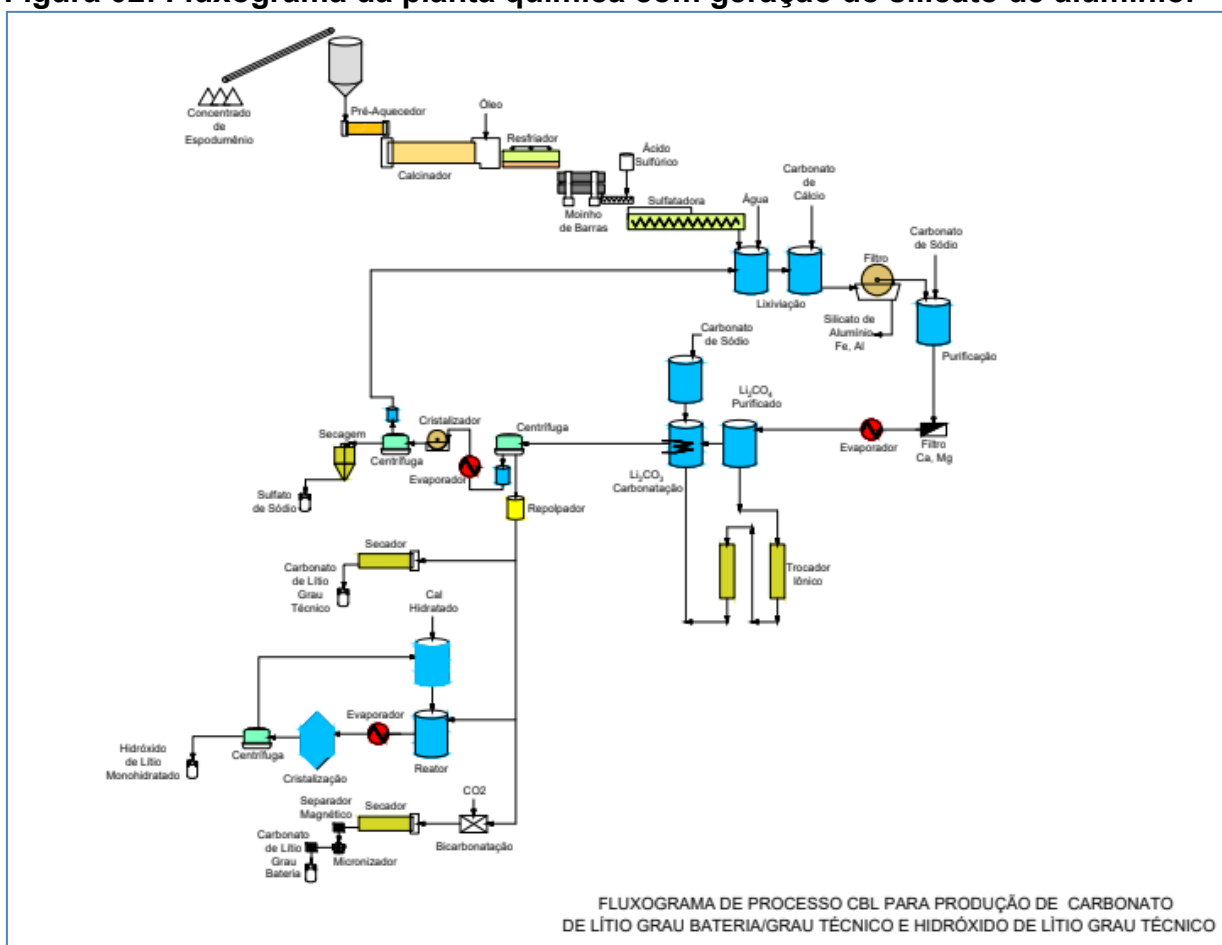 Figura 02: Fluxograma da planta química com geração de silicato de alumínio.
Concentrado
de
Espodumênio
Pré-Aquecedor
Óleo
Calcinador
Resfriador
Ácido
Sulfúrico
Moinho
de Barras
Sulfatadora
Água
Carbonato
de
Cálcio
Lixiviação
Filtro
Carbonato
de Sódio
Silicato de
Alumínio
Fe, Al
Purificação
Carbonato
de Sódio
Li₂CO₄
Purificado
Evaporador
Filtro
Ca, Mg
Li₂CO₃
Carbonatação
Trocador
Iônico
Centrífuga
Cristalizador
Secagem
Centrífuga
Evaporador
Sulfato
de Sódio
Repolpador
Secador
Carbonato
de Lítio
Grau
Técnico
Cal
Hidratado
Evaporador
Reator
Cristalização
Centrífuga
Hidróxido
de Lítio
Monohidratado
CO2
Bicarbonatação
Secador
Separador
Magnético
Micronizador
Carbonato
de Lítio
Grau
Bateria
FLUXOGRAMA DE PROCESSO CBL PARA PRODUÇÃO DE CARBONATO
DE LÍTIO GRAU BATERIA/GRAU TÉCNICO E HIDRÓXIDO DE LÌTIO GRAU TÉCNICO